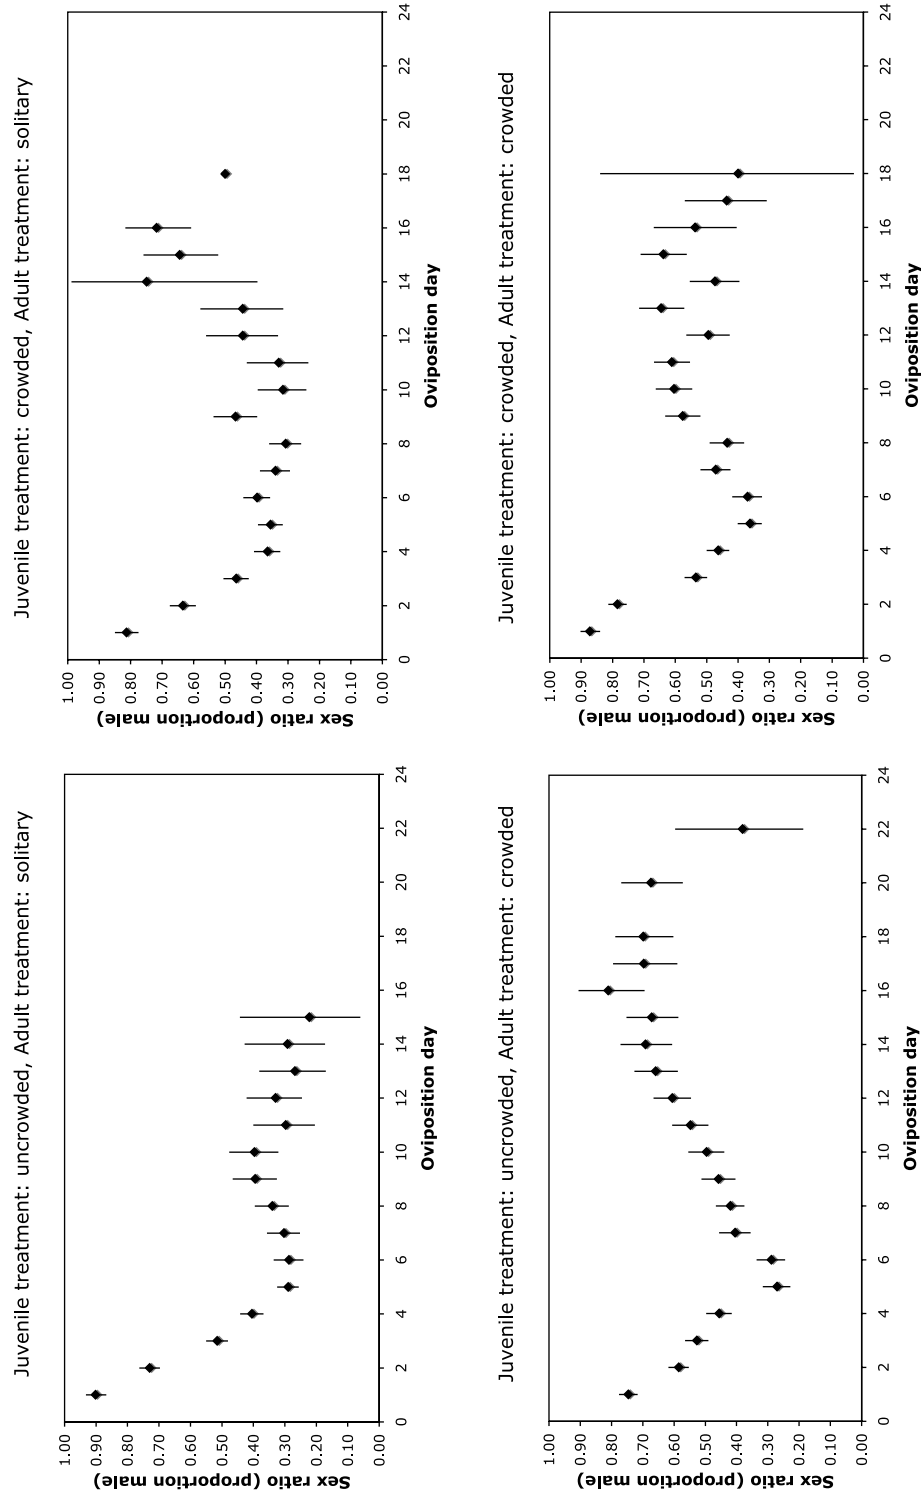 Juvenile treatment: uncrowded, Adult treatment: solitary
Sex ratio (proportion male)
1.00
0.90
0.80
0.70
0.60
0.50
0.40
0.30
0.20
0.10
0.00
0 2 4 6 8 10 12 14 16 18 20 22 24
Oviposition day
Juvenile treatment: crowded, Adult treatment: solitary
Sex ratio (proportion male)
1.00
0.90
0.80
0.70
0.60
0.50
0.40
0.30
0.20
0.10
0.00
0 2 4 6 8 10 12 14 16 18 20 22 24
Oviposition day
Juvenile treatment: uncrowded, Adult treatment: crowded
Sex ratio (proportion male)
1.00
0.90
0.80
0.70
0.60
0.50
0.40
0.30
0.20
0.10
0.00
0 2 4 6 8 10 12 14 16 18 20 22 24
Oviposition day
Juvenile treatment: crowded, Adult treatment: crowded
Sex ratio (proportion male)
1.00
0.90
0.80
0.70
0.60
0.50
0.40
0.30
0.20
0.10
0.00
0 2 4 6 8 10 12 14 16 18 20 22 24
Oviposition day